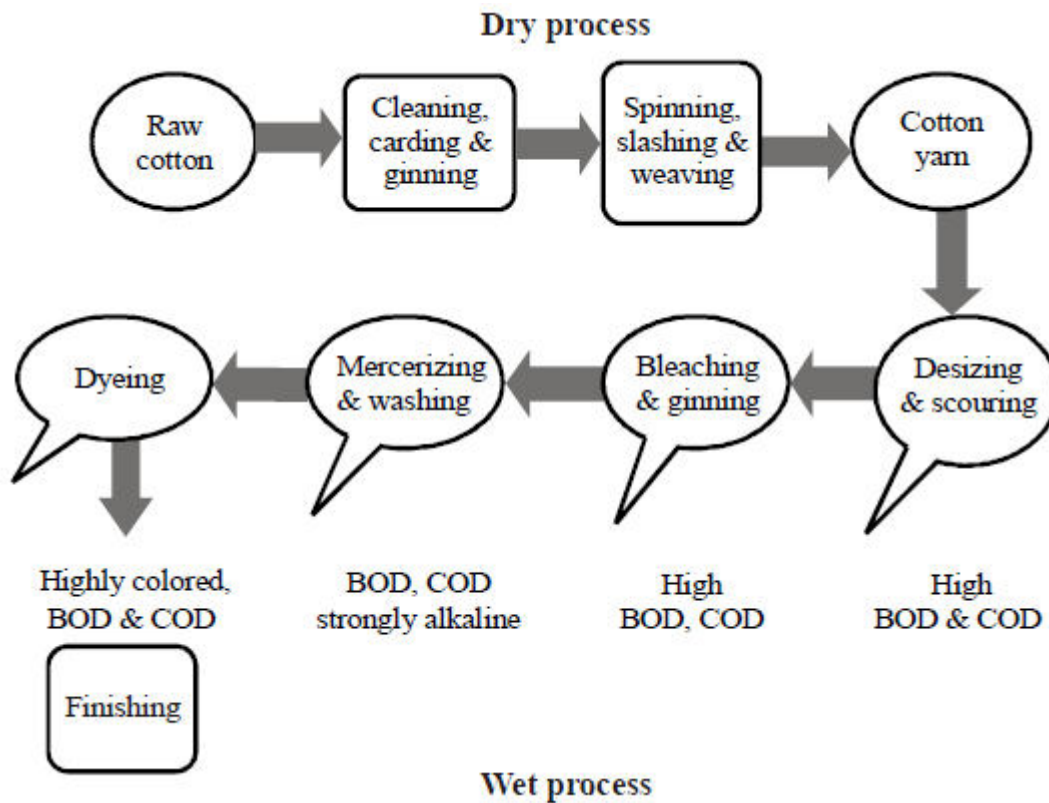 Dry process
Raw
cotton
Cleaning,
carding &
ginning
Spinning,
slashing &
weaving
Cotton
yarn
Desizing
& scouring
Bleaching
& ginning
Mercerizing
& washing
Dyeing
High
BOD & COD
High
BOD, COD
BOD, COD
strongly alkaline
Highly colored,
BOD & COD
Finishing
Wet process